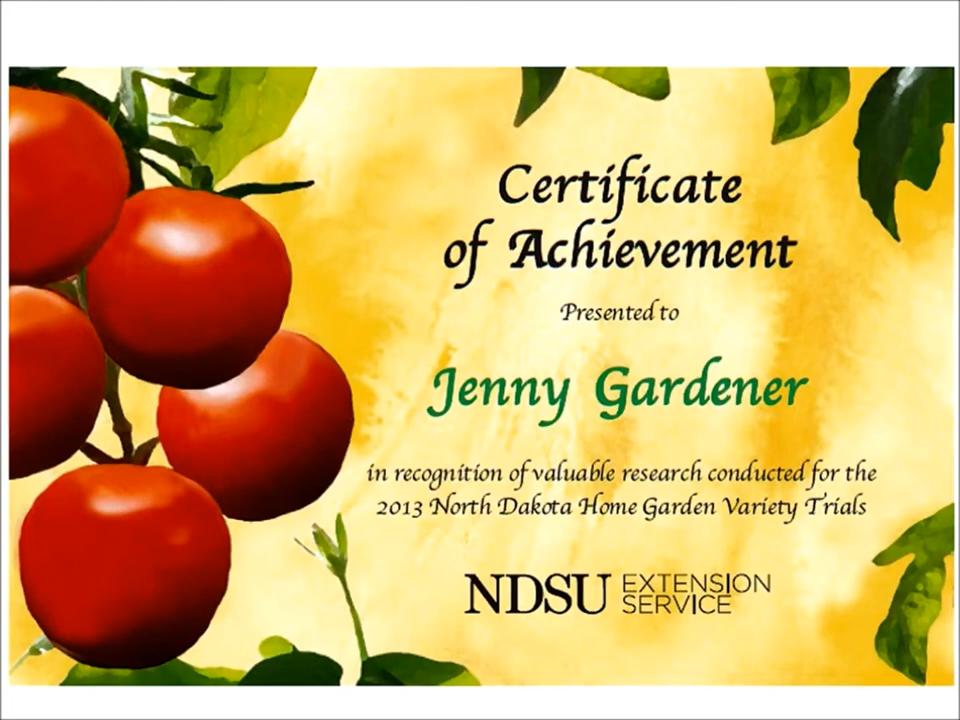 Certificate
of Achievement
Presented to
Jenny Gardener
in recognition of valuable research conducted for the
2013 North Dakota Home Garden Variety Trials
NDSU EXTENSION
SERVICE